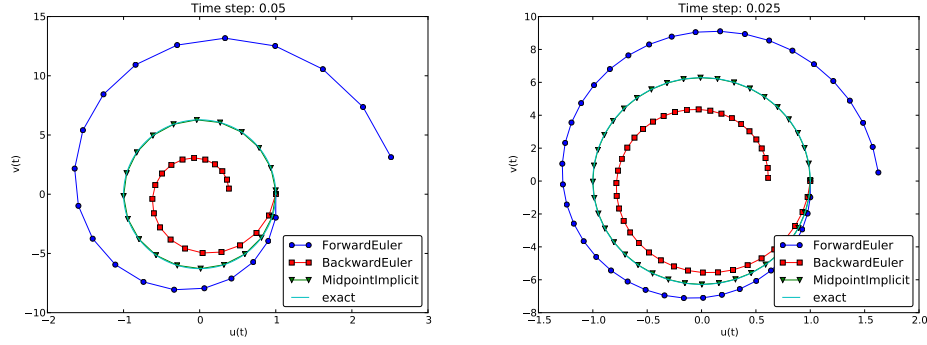 Time step: 0.05
v(t)
15
10
5
0
−5
−10
−2
−1
0
1
2
3
u(t)
ForwardEuler
BackwardEuler
MidpointImplicit
exact
Time step: 0.025
v(t)
10
8
6
4
2
0
−2
−4
−6
−8
−1.5
−1.0
−0.5
0.0
0.5
1.0
1.5
2.0
u(t)
ForwardEuler
BackwardEuler
MidpointImplicit
exact